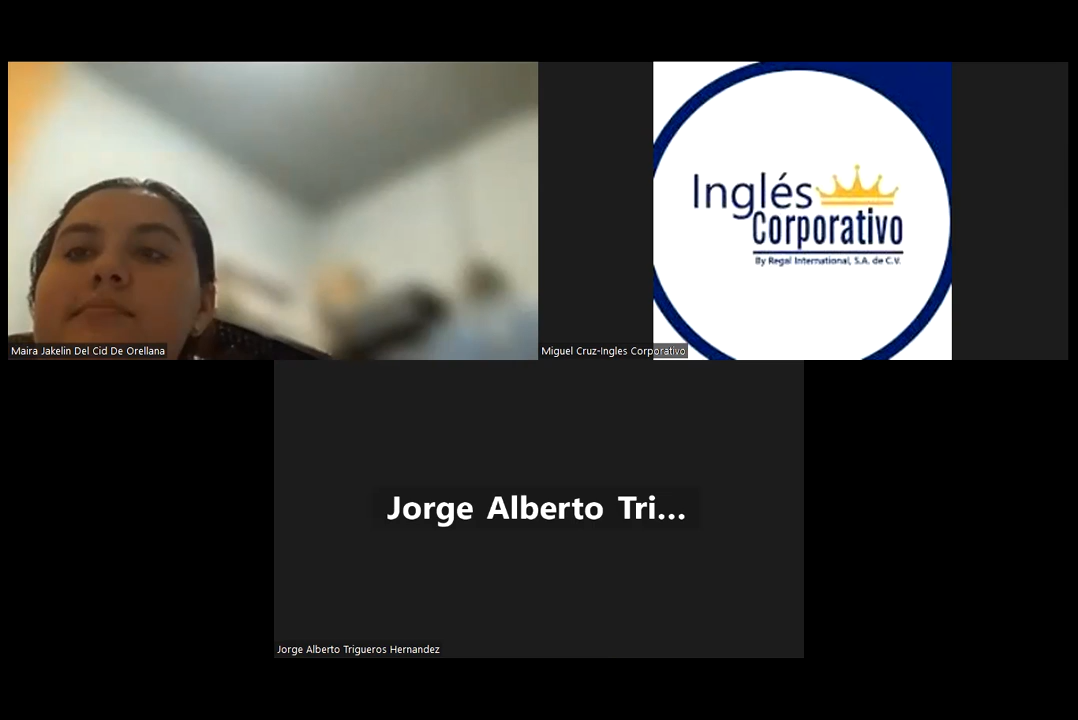 Inglés
Corporativo
By Regal International, S.A. de C.V.
Maira Jakelin Del Cid De Orellana
Miguel Cruz-Ingles Corporativo
Jorge Alberto Tri...
Jorge Alberto Trigueros Hernandez